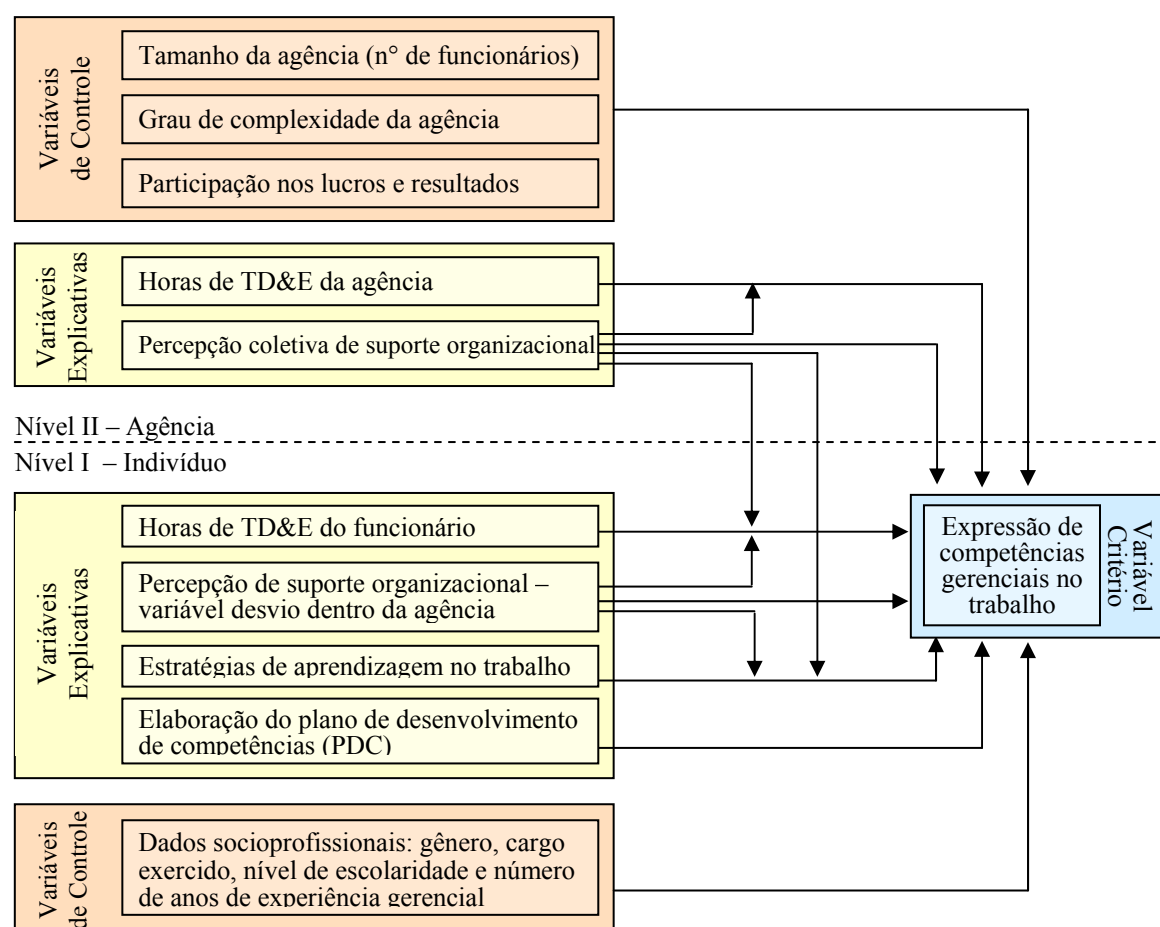 Variáveis
de Controle
Tamanho da agência (n° de funcionários)
Grau de complexidade da agência
Participação nos lucros e resultados
Variáveis
Explicativas
Horas de TD&E da agência
Percepção coletiva de suporte organizacional
Nível II – Agência
Nível I – Indivíduo
Variáveis
Explicativas
Horas de TD&E do funcionário
Percepção de suporte organizacional –
variável desvio dentro da agência
Estratégias de aprendizagem no trabalho
Elaboração do plano de desenvolvimento
de competências (PDC)
Expressão de
competências
gerenciais no
trabalho
Variável
Critério
Variáveis
de Controle
Dados socioprofissionais: gênero, cargo
exercido, nível de escolaridade e número
de anos de experiência gerencial